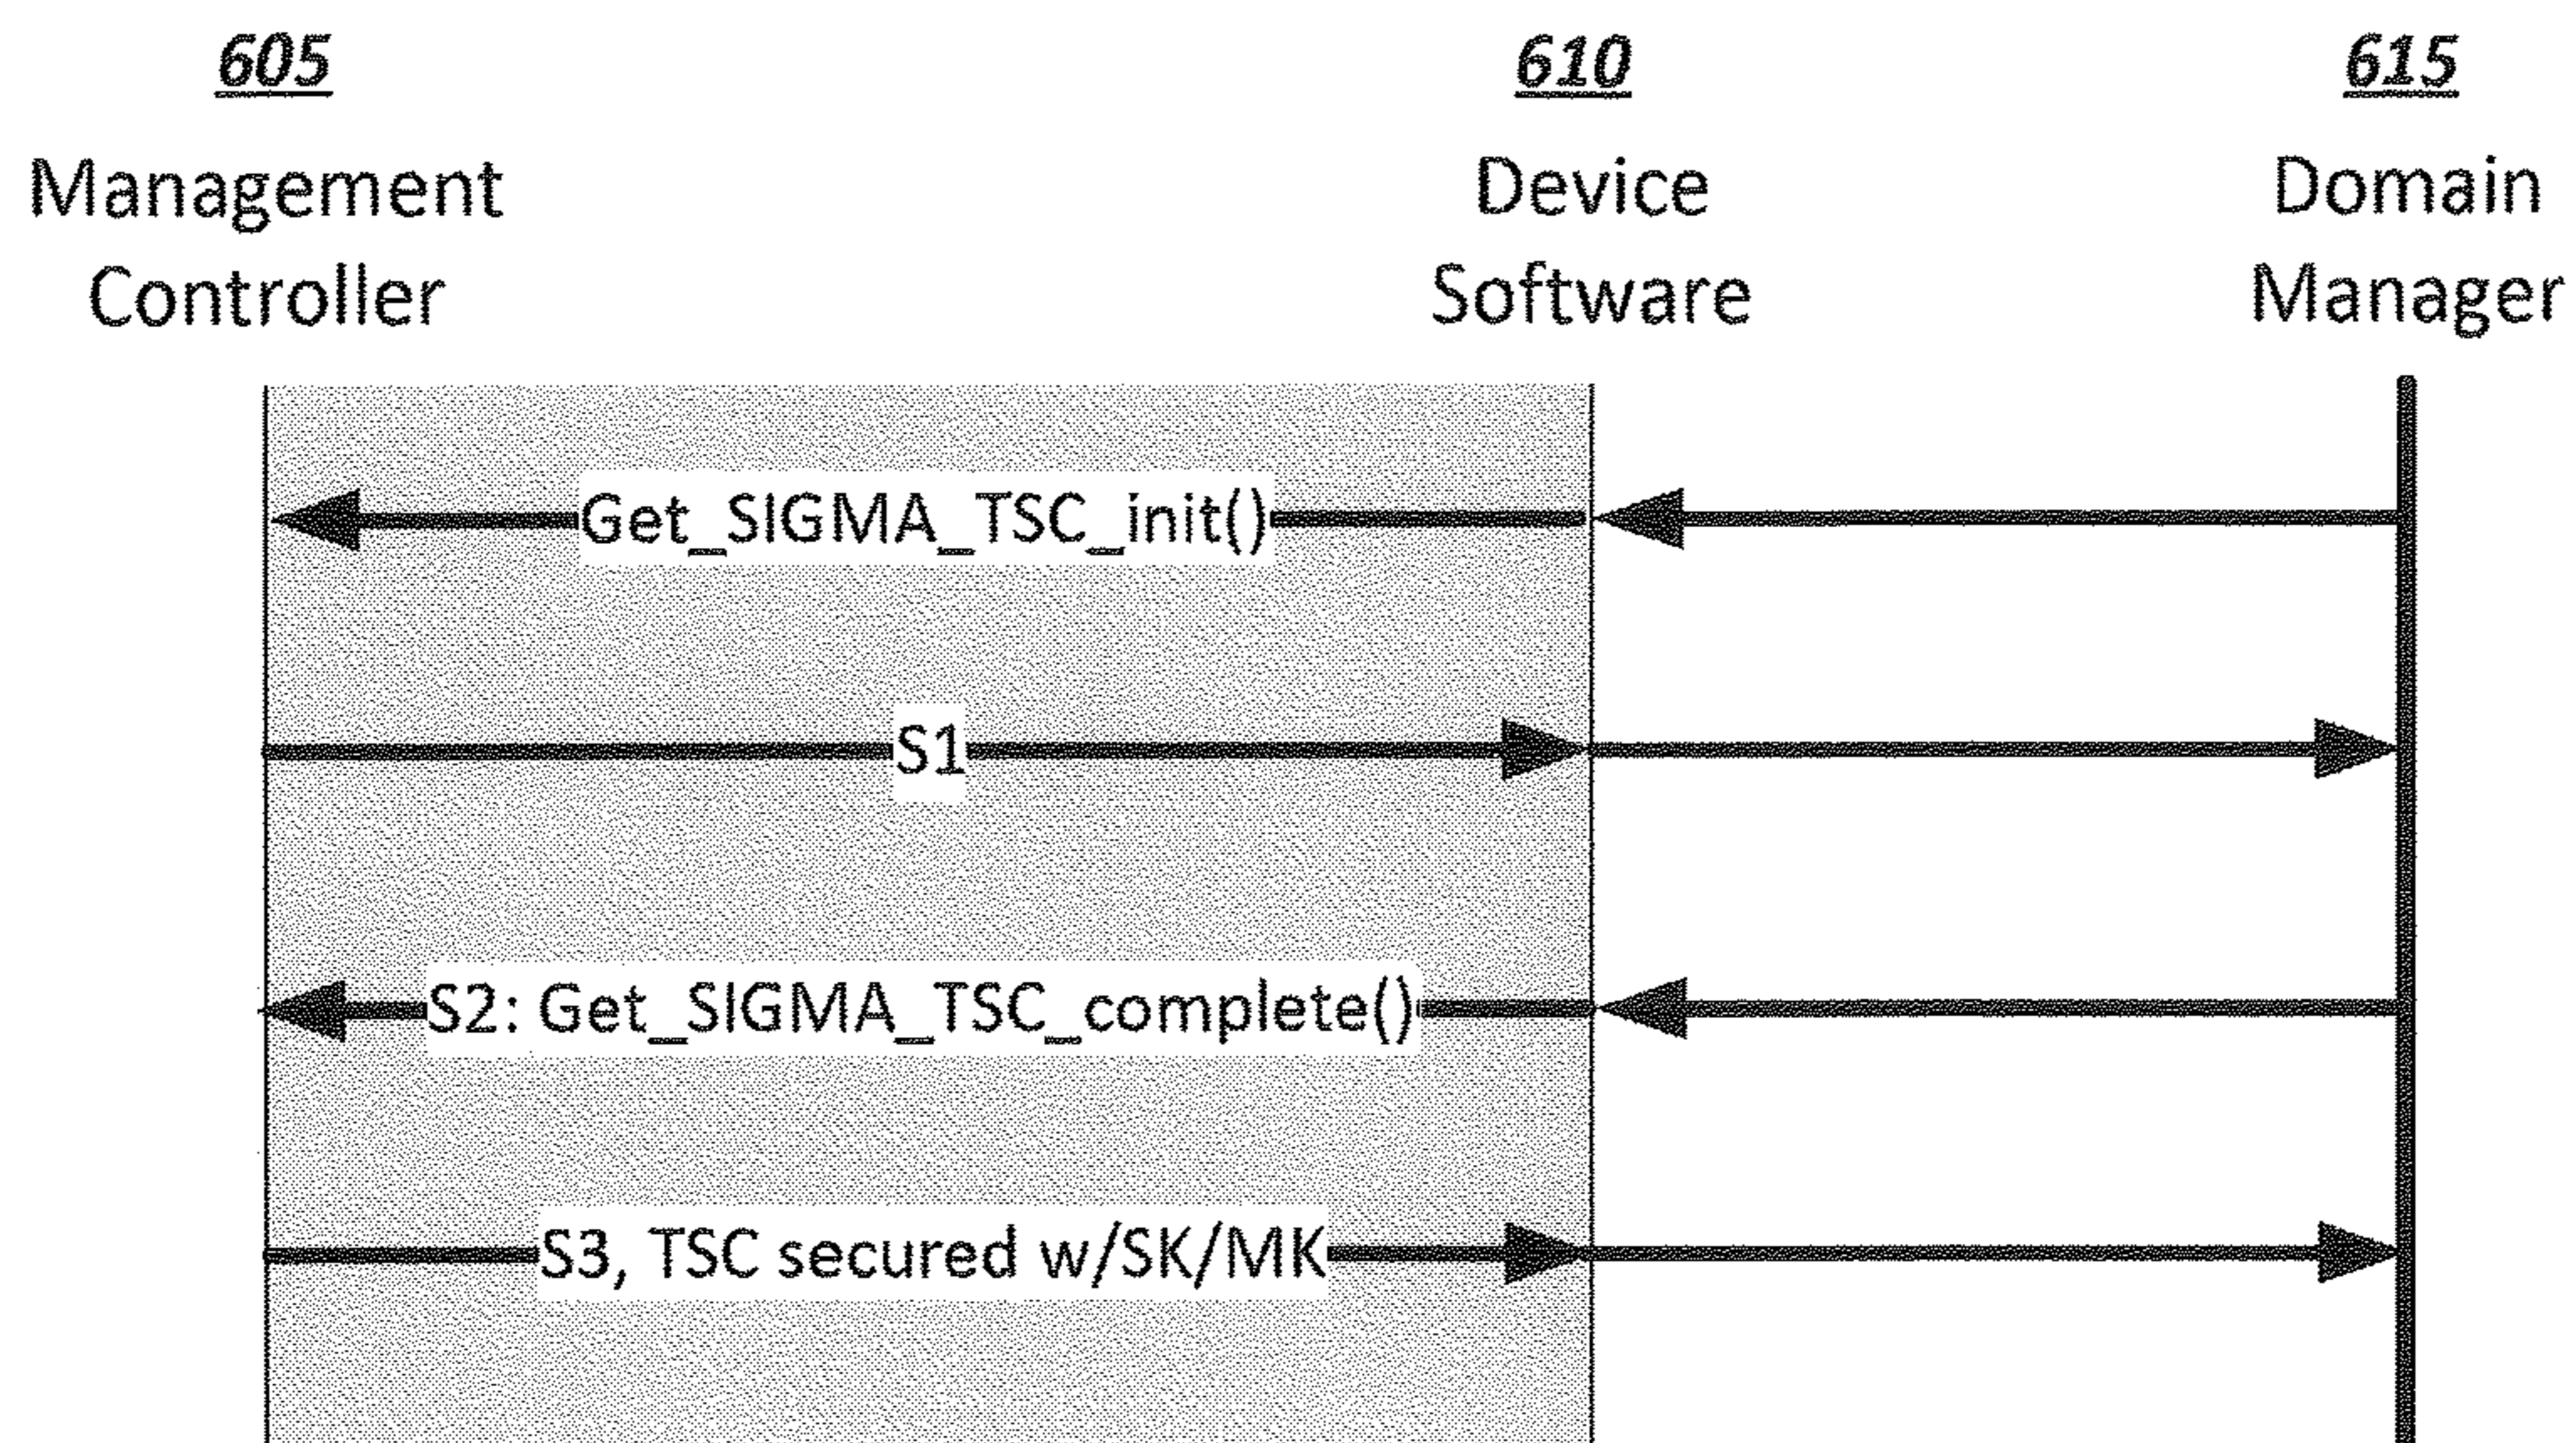 605
610
615
Management
Controller
Device
Software
Domain
Manager
Get_SIGMA_TSC_init()
S1
S2: Get_SIGMA_TSC_complete()
S3, TSC secured w/SK/MK